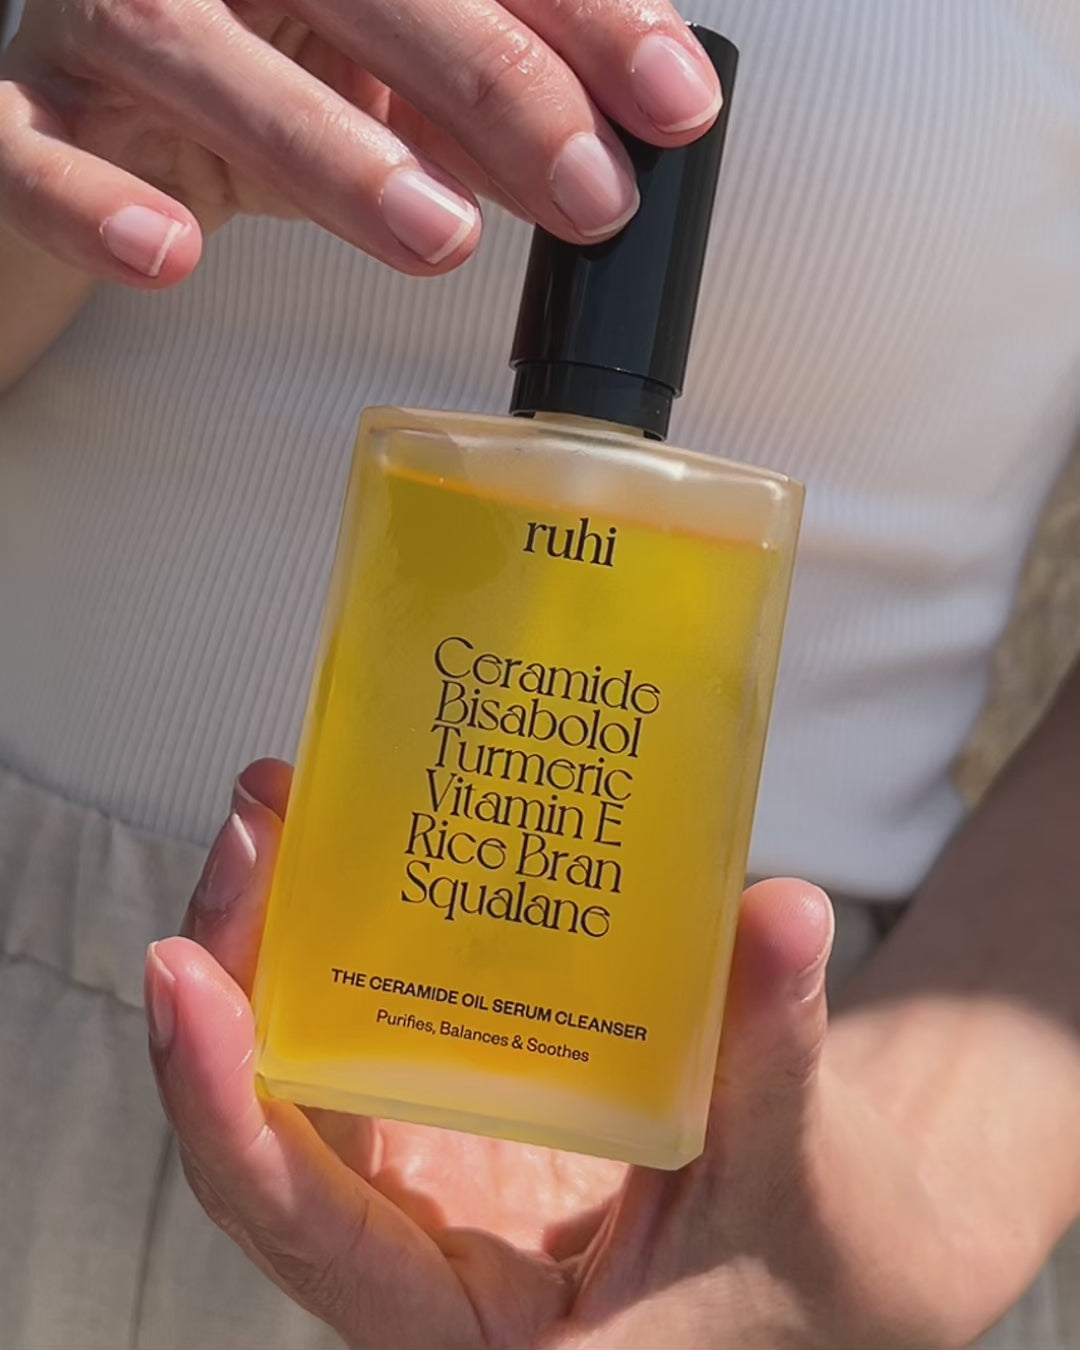 ruhi
Ceramide
Bisabolol
Turmeric
Vitamin E
Rice Bran
Squalane
THE CERAMIDE OIL SERUM CLEANSER
Purifies, Balances & Soothes